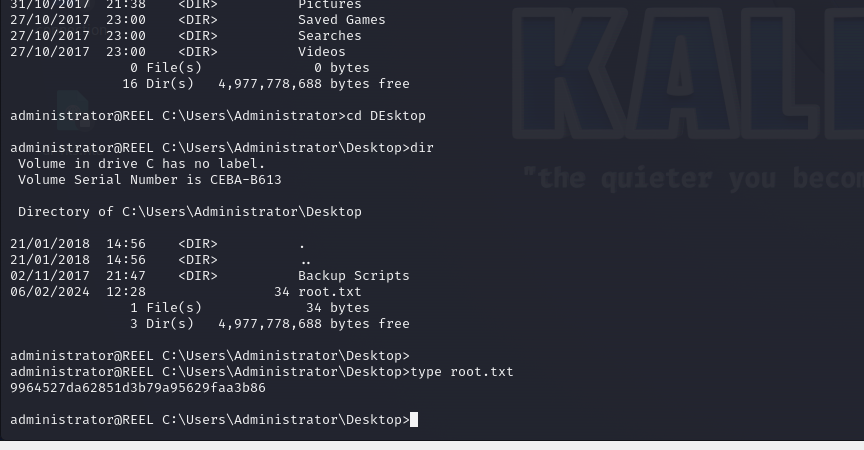 31/10/2017  21:38    <DIR>          Pictures
27/10/2017  23:00    <DIR>          Saved Games
27/10/2017  23:00    <DIR>          Searches
27/10/2017  23:00    <DIR>          Videos
               0 File(s)              0 bytes
              16 Dir(s)   4,977,778,688 bytes free
administrator@REEL C:\Users\Administrator>cd DEsktop
administrator@REEL C:\Users\Administrator\Desktop>dir
 Volume in drive C has no label.
 Volume Serial Number is CEBA-B613
 Directory of C:\Users\Administrator\Desktop
21/01/2018  14:56    <DIR>          .
21/01/2018  14:56    <DIR>          ..
02/11/2017  21:47    <DIR>          Backup Scripts
06/02/2024  12:28                34 root.txt
               1 File(s)             34 bytes
               3 Dir(s)   4,977,778,688 bytes free
administrator@REEL C:\Users\Administrator\Desktop>
administrator@REEL C:\Users\Administrator\Desktop>type root.txt
9964527da62851d3b79a95629faa3b86
administrator@REEL C:\Users\Administrator\Desktop>
KALI
"the quieter you becom